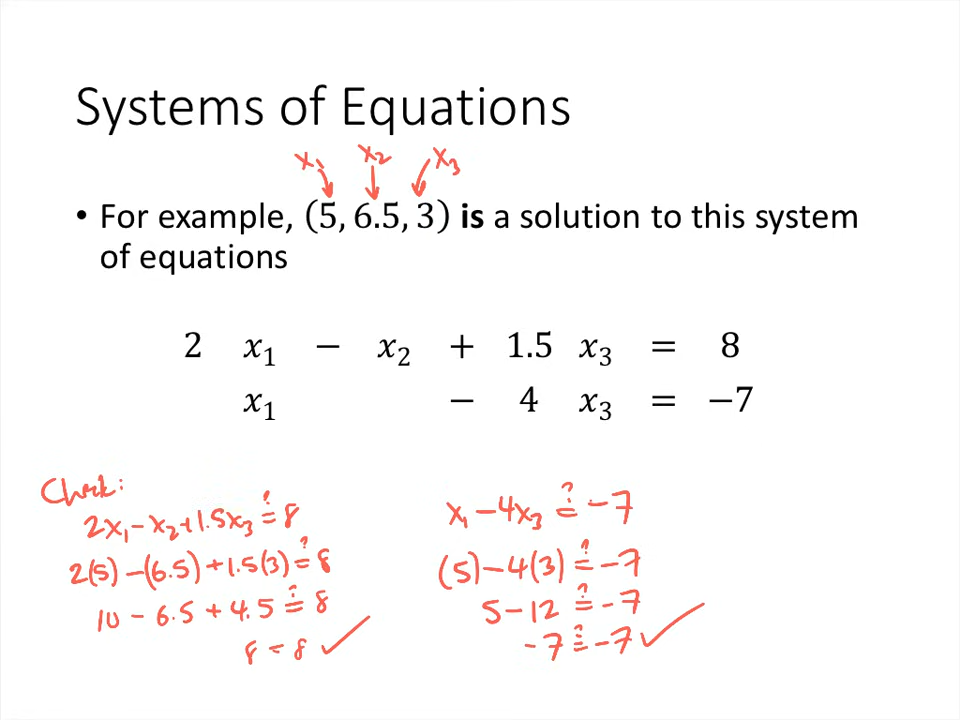 Systems of Equations
x₁ x₂ x₃
• For example, (5, 6.5, 3) is a solution to this system
of equations
2 x₁ − x₂ + 1.5 x₃ = 8
x₁ − 4 x₃ = −7
Check:
2x₁ − x₂ + 1.5x₃ ≟ 8
2(5) − (6.5) + 1.5(3) ≟ 8
10 − 6.5 + 4.5 ≟ 8
8 = 8 ✓
x₁ − 4x₃ ≟ −7
(5) − 4(3) ≟ −7
5 − 12 ≟ −7
−7 ≟ −7 ✓